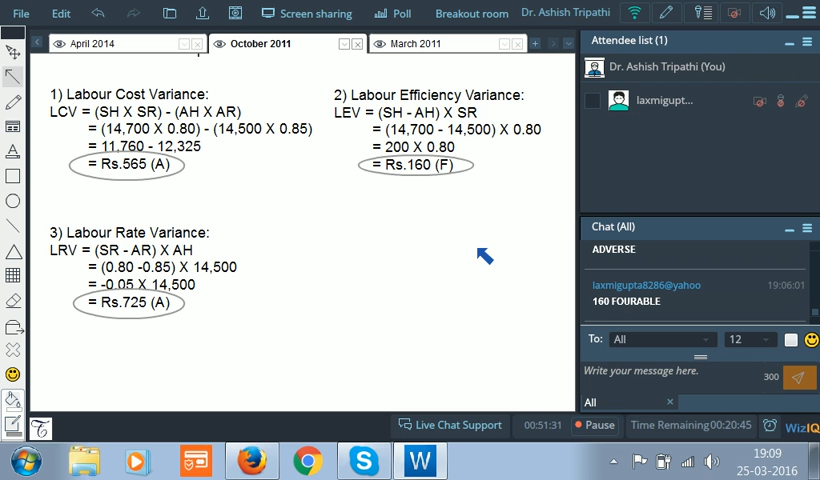 File Home Edit Insert Screen sharing Poll Breakout room Dr. Ashish Tripathi
April 2014 October 2011 March 2011
1) Labour Cost Variance:
LCV = (SH X SR) - (AH X AR)
= (14,700 X 0.80) - (14,500 X 0.85)
= 11,760 - 12,325
= Rs.565 (A)
2) Labour Efficiency Variance:
LEV = (SH - AH) X SR
= (14,700 - 14,500) X 0.80
= 200 X 0.80
= Rs.160 (F)
3) Labour Rate Variance:
LRV = (SR - AR) X AH
= (0.80 -0.85) X 14,500
= -0.05 X 14,500
= Rs.725 (A)
Attendee list (1)
Dr. Ashish Tripathi (You)
laxmigupt...
Chat (All)
ADVERSE
laxmigupta8286@yahoo 19:06:01
160 FOURABLE
To: All 12
Write your message here.
300
All
Live Chat Support 00:51:31 Pause Time Remaining:00:20:45 WizIQ
19:09
25-03-2016